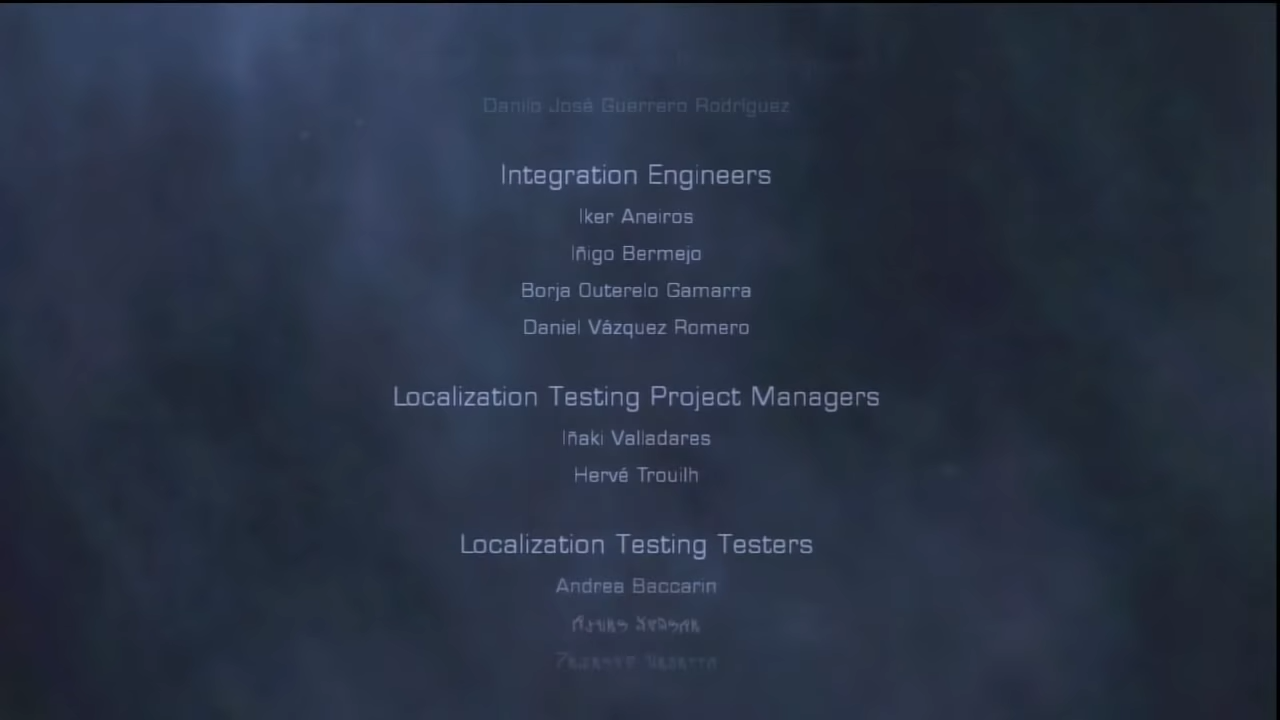 Danilo José Guerrero Rodríguez
Integration Engineers
Iker Aneiros
Iñigo Bermejo
Borja Outerelo Gamarra
Daniel Vázquez Romero
Localization Testing Project Managers
Iñaki Valladares
Hervé Trouilh
Localization Testing Testers
Andrea Baccarin